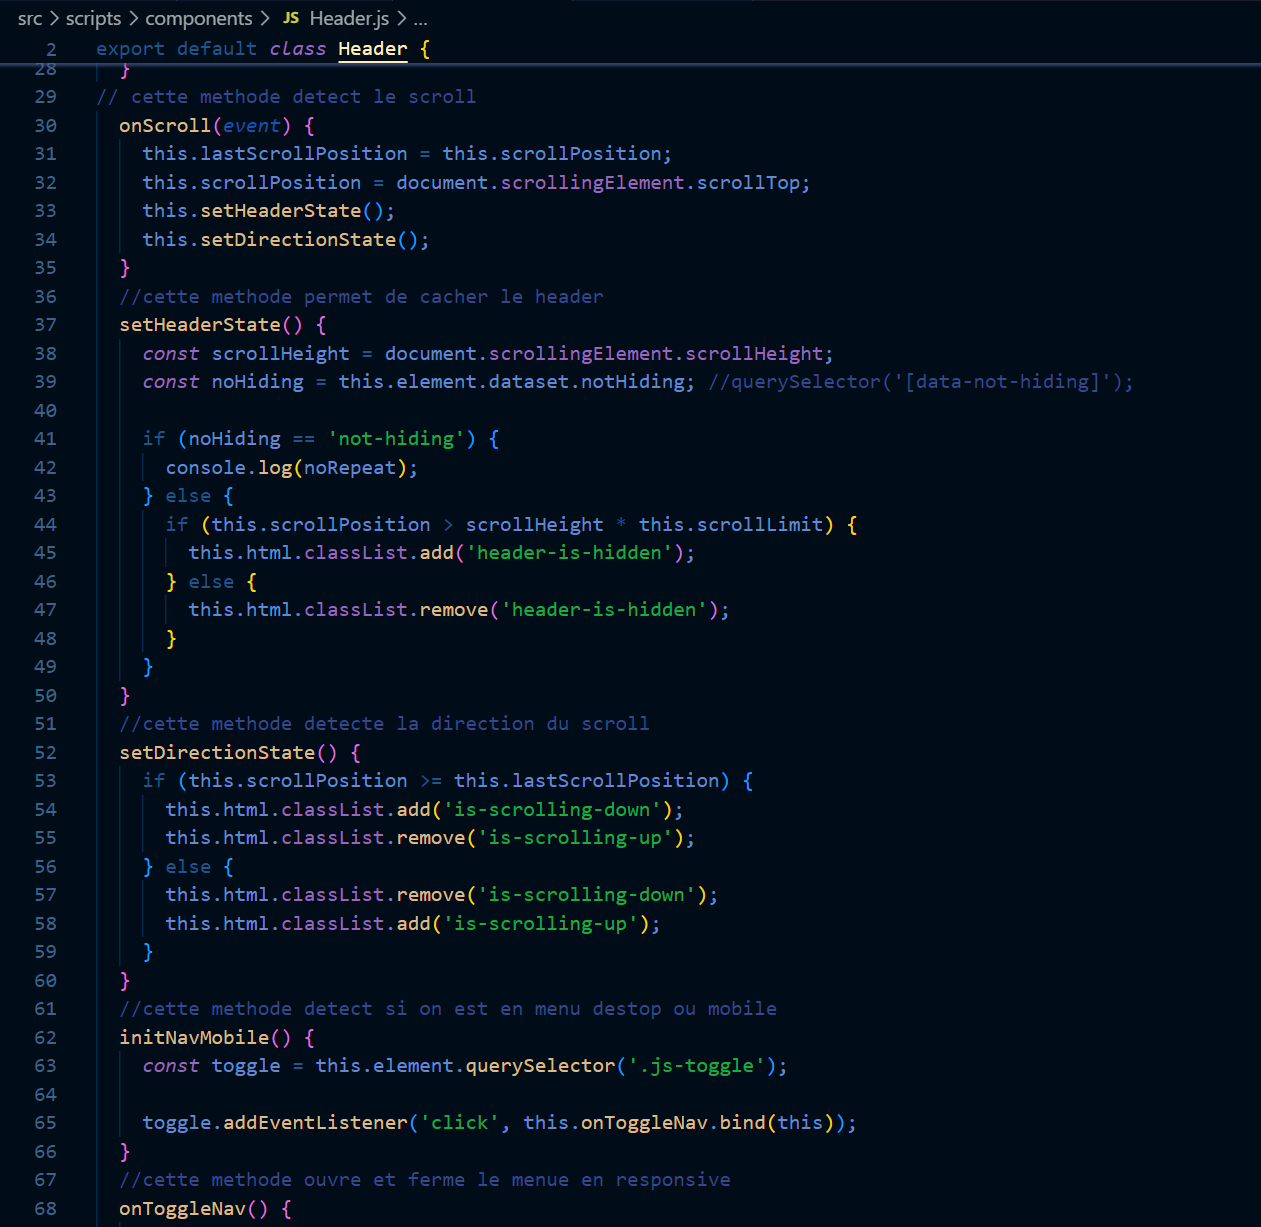 src > scripts > components > JS Header.js > ...
2 export default class Header {
28 }
29 // cette methode detect le scroll
30 onScroll(event) {
31 this.lastScrollPosition = this.scrollPosition;
32 this.scrollPosition = document.scrollingElement.scrollTop;
33 this.setHeaderState();
34 this.setDirectionState();
35 }
36 //cette methode permet de cacher le header
37 setHeaderState() {
38 const scrollHeight = document.scrollingElement.scrollHeight;
39 const noHiding = this.element.dataset.notHiding; //querySelector('[data-not-hiding]');
40
41 if (noHiding == 'not-hiding') {
42 console.log(noRepeat);
43 } else {
44 if (this.scrollPosition > scrollHeight * this.scrollLimit) {
45 this.html.classList.add('header-is-hidden');
46 } else {
47 this.html.classList.remove('header-is-hidden');
48 }
49 }
50 }
51 //cette methode detecte la direction du scroll
52 setDirectionState() {
53 if (this.scrollPosition >= this.lastScrollPosition) {
54 this.html.classList.add('is-scrolling-down');
55 this.html.classList.remove('is-scrolling-up');
56 } else {
57 this.html.classList.remove('is-scrolling-down');
58 this.html.classList.add('is-scrolling-up');
59 }
60 }
61 //cette methode detect si on est en menu destop ou mobile
62 initNavMobile() {
63 const toggle = this.element.querySelector('.js-toggle');
64
65 toggle.addEventListener('click', this.onToggleNav.bind(this));
66 }
67 //cette methode ouvre et ferme le menue en responsive
68 onToggleNav() {